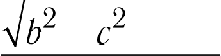 √b² c²